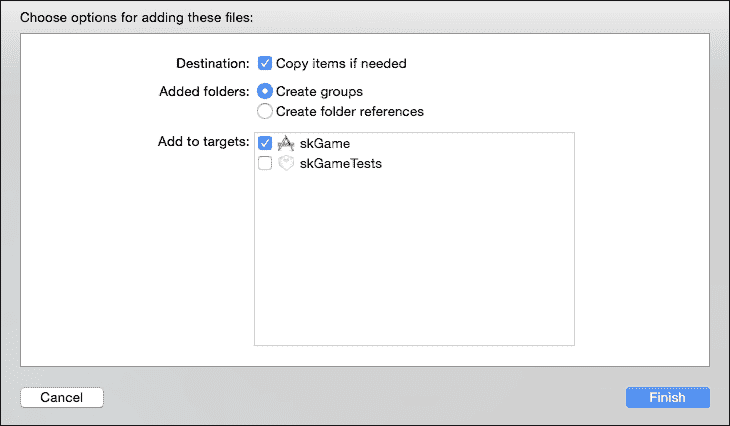 Choose options for adding these files:
Destination: Copy items if needed
Added folders: Create groups
Create folder references
Add to targets: skGame
skGameTests
Cancel Finish